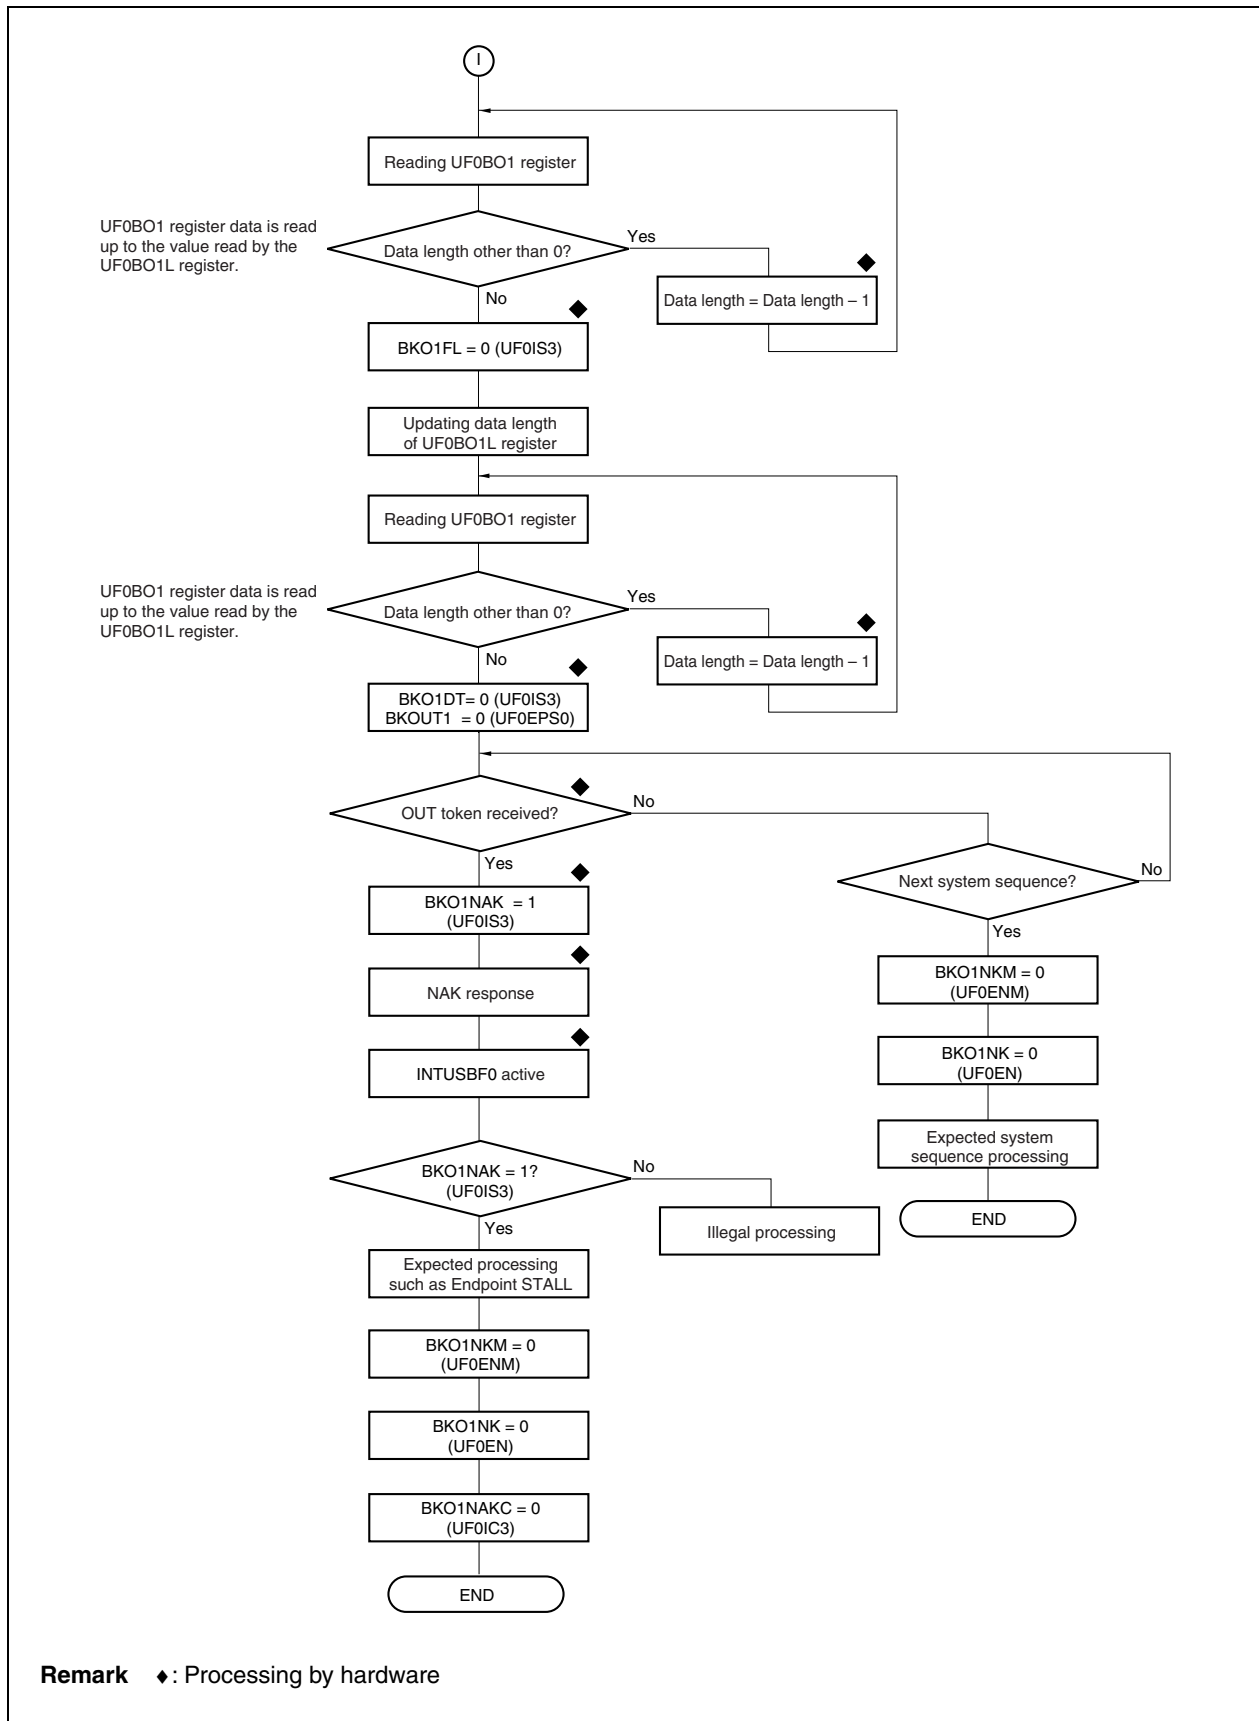 I
Reading UF0BO1 register
UF0BO1 register data is read
up to the value read by the
UF0BO1L register.
Data length other than 0?
Yes
Data length = Data length – 1
No
BKO1FL = 0 (UF0IS3)
Updating data length
of UF0BO1L register
Reading UF0BO1 register
UF0BO1 register data is read
up to the value read by the
UF0BO1L register.
Data length other than 0?
Yes
Data length = Data length – 1
No
BKO1DT= 0 (UF0IS3)
BKOUT1 = 0 (UF0EPS0)
OUT token received?
No
Next system sequence?
No
Yes
BKO1NAK = 1
(UF0IS3)
Yes
NAK response
BKO1NKM = 0
(UF0ENM)
INTUSBF0 active
BKO1NK = 0
(UF0EN)
Expected system
sequence processing
BKO1NAK = 1?
(UF0IS3)
No
Illegal processing
END
Yes
Expected processing
such as Endpoint STALL
BKO1NKM = 0
(UF0ENM)
BKO1NK = 0
(UF0EN)
BKO1NAKC = 0
(UF0IC3)
END
Remark ♦: Processing by hardware